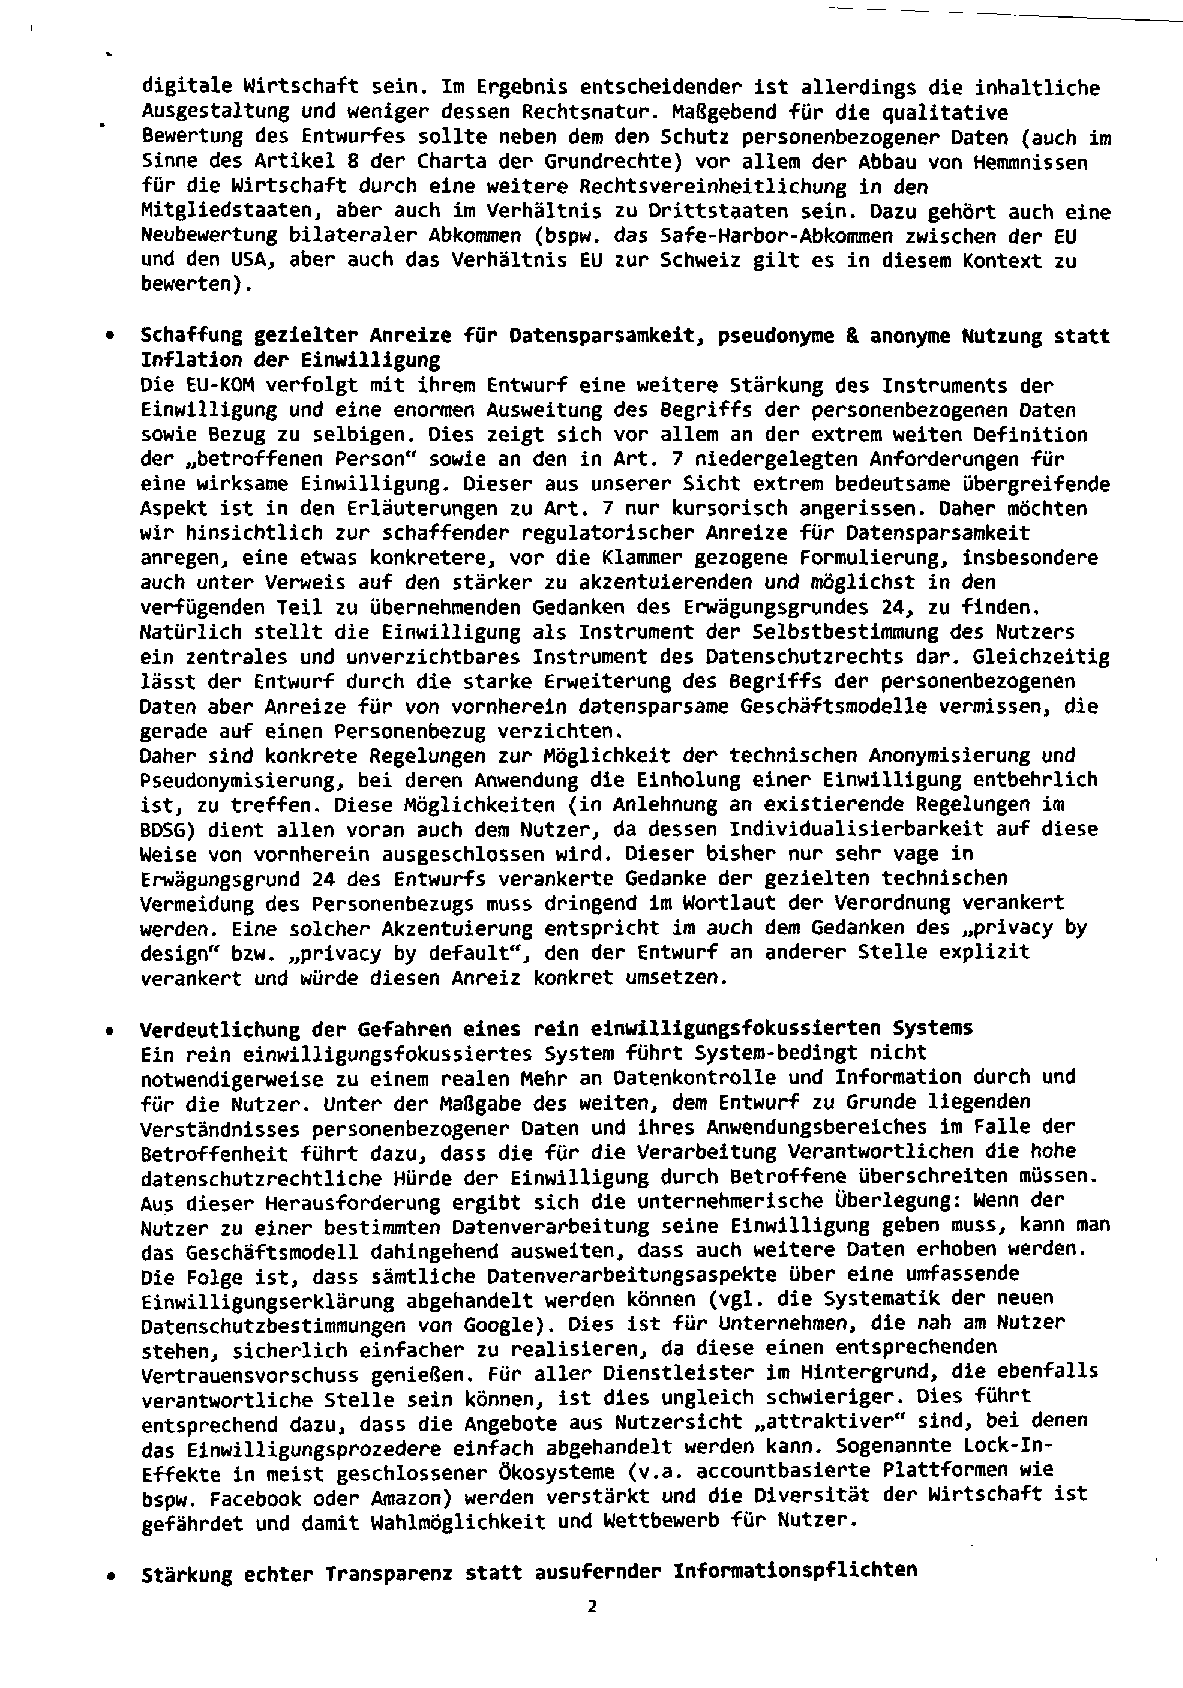 digitale Wirtschaft sein. Im Ergebnis entscheidender ist allerdings die inhaltliche
Ausgestaltung und weniger dessen Rechtsnatur. Maßgebend für die qualitative
Bewertung des Entwurfes sollte neben dem den Schutz personenbezogener Daten (auch im
Sinne des Artikel 8 der Charta der Grundrechte) vor allem der Abbau von Hemmnissen
für die Wirtschaft durch eine weitere Rechtsvereinheitlichung in den
Mitgliedstaaten, aber auch im Verhältnis zu Drittstaaten sein. Dazu gehört auch eine
Neubewertung bilateraler Abkommen (bspw. das Safe-Harbor-Abkommen zwischen der EU
und den USA, aber auch das Verhältnis EU zur Schweiz gilt es in diesem Kontext zu
bewerten).
• Schaffung gezielter Anreize für Datensparsamkeit, pseudonyme & anonyme Nutzung statt
Inflation der Einwilligung
Die EU-KOM verfolgt mit ihrem Entwurf eine weitere Stärkung des Instruments der
Einwilligung und eine enormen Ausweitung des Begriffs der personenbezogenen Daten
sowie Bezug zu selbigen. Dies zeigt sich vor allem an der extrem weiten Definition
der „betroffenen Person“ sowie an den in Art. 7 niedergelegten Anforderungen für
eine wirksame Einwilligung. Dieser aus unserer Sicht extrem bedeutsame übergreifende
Aspekt ist in den Erläuterungen zu Art. 7 nur kursorisch angerissen. Daher möchten
wir hinsichtlich zur schaffender regulatorischer Anreize für Datensparsamkeit
anregen, eine etwas konkretere, vor die Klammer gezogene Formulierung, insbesondere
auch unter Verweis auf den stärker zu akzentuierenden und möglichst in den
verfügenden Teil zu übernehmenden Gedanken des Erwägungsgrundes 24, zu finden.
Natürlich stellt die Einwilligung als Instrument der Selbstbestimmung des Nutzers
ein zentrales und unverzichtbares Instrument des Datenschutzrechts dar. Gleichzeitig
lässt der Entwurf durch die starke Erweiterung des Begriffs der personenbezogenen
Daten aber Anreize für von vornherein datensparsame Geschäftsmodelle vermissen, die
gerade auf einen Personenbezug verzichten.
Daher sind konkrete Regelungen zur Möglichkeit der technischen Anonymisierung und
Pseudonymisierung, bei deren Anwendung die Einholung einer Einwilligung entbehrlich
ist, zu treffen. Diese Möglichkeiten (in Anlehnung an existierende Regelungen im
BDSG) dient allen voran auch dem Nutzer, da dessen Individualisierbarkeit auf diese
Weise von vornherein ausgeschlossen wird. Dieser bisher nur sehr vage in
Erwägungsgrund 24 des Entwurfs verankerte Gedanke der gezielten technischen
Vermeidung des Personenbezugs muss dringend im Wortlaut der Verordnung verankert
werden. Eine solcher Akzentuierung entspricht im auch dem Gedanken des „privacy by
design“ bzw. „privacy by default“, den der Entwurf an anderer Stelle explizit
verankert und würde diesen Anreiz konkret umsetzen.
• Verdeutlichung der Gefahren eines rein einwilligungsfokussierten Systems
Ein rein einwilligungsfokussiertes System führt System-bedingt nicht
notwendigerweise zu einem realen Mehr an Datenkontrolle und Information durch und
für die Nutzer. Unter der Maßgabe des weiten, dem Entwurf zu Grunde liegenden
Verständnisses personenbezogener Daten und ihres Anwendungsbereiches im Falle der
Betroffenheit führt dazu, dass die für die Verarbeitung Verantwortlichen die hohe
datenschutzrechtliche Hürde der Einwilligung durch Betroffene überschreiten müssen.
Aus dieser Herausforderung ergibt sich die unternehmerische Überlegung: Wenn der
Nutzer zu einer bestimmten Datenverarbeitung seine Einwilligung geben muss, kann man
das Geschäftsmodell dahingehend ausweiten, dass auch weitere Daten erhoben werden.
Die Folge ist, dass sämtliche Datenverarbeitungsaspekte über eine umfassende
Einwilligungserklärung abgehandelt werden können (vgl. die Systematik der neuen
Datenschutzbestimmungen von Google). Dies ist für Unternehmen, die nah am Nutzer
stehen, sicherlich einfacher zu realisieren, da diese einen entsprechenden
Vertrauensvorschuss genießen. Für aller Dienstleister im Hintergrund, die ebenfalls
verantwortliche Stelle sein können, ist dies ungleich schwieriger. Dies führt
entsprechend dazu, dass die Angebote aus Nutzersicht „attraktiver“ sind, bei denen
das Einwilligungsprozedere einfach abgehandelt werden kann. Sogenannte Lock-In-
Effekte in meist geschlossener Ökosysteme (v.a. accountbasierte Plattformen wie
bspw. Facebook oder Amazon) werden verstärkt und die Diversität der Wirtschaft ist
gefährdet und damit Wahlmöglichkeit und Wettbewerb für Nutzer.
• Stärkung echter Transparenz statt ausufernder Informationspflichten
2